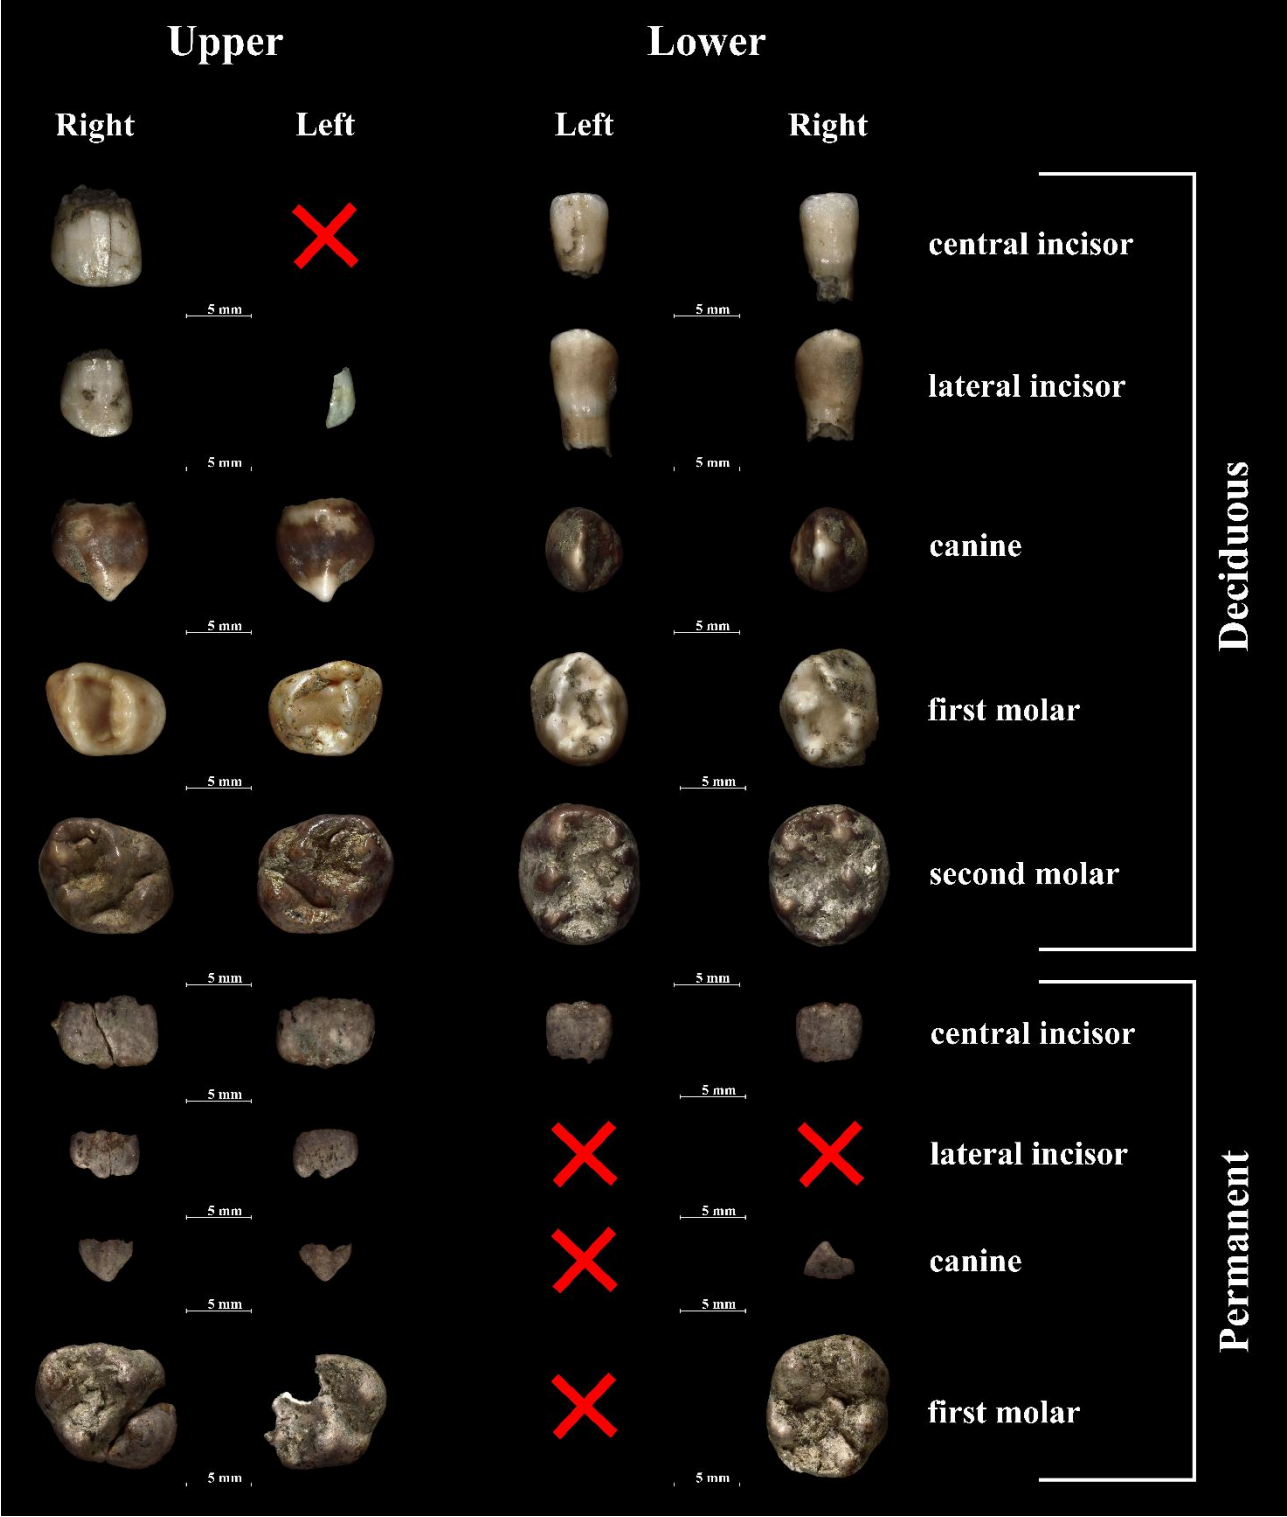 Upper Lower
Right Left Left Right
central incisor
5 mm 5 mm
lateral incisor
5 mm 5 mm
canine
5 mm 5 mm
first molar
5 mm 5 mm
second molar
5 mm 5 mm
Deciduous
central incisor
5 mm 5 mm
lateral incisor
5 mm 5 mm
canine
5 mm 5 mm
first molar
5 mm 5 mm
Permanent